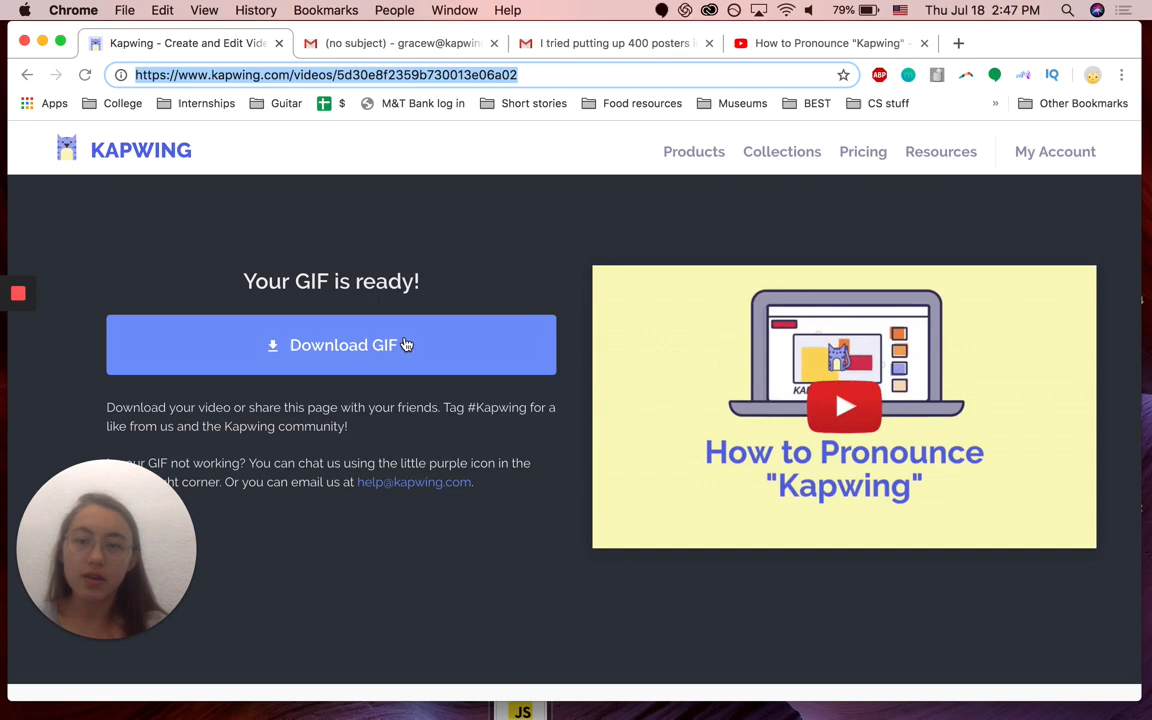 Chrome File Edit View History Bookmarks People Window Help 79% Thu Jul 18 2:47 PM
Kapwing - Create and Edit Vide (no subject) - gracew@kapwin I tried putting up 400 posters i How to Pronounce "Kapwing" -
https://www.kapwing.com/videos/5d30e8f2359b730013e06a02 ABP IQ
Apps College Internships Guitar $ M&T Bank log in Short stories Food resources Museums BEST CS stuff » Other Bookmarks
KAPWING Products Collections Pricing Resources My Account
Your GIF is ready!
Download GIF
Download your video or share this page with your friends. Tag #Kapwing for a
like from us and the Kapwing community!
GIF not working? You can chat us using the little purple icon in the
corner. Or you can email us at help@kapwing.com.
How to Pronounce
"Kapwing"
JS